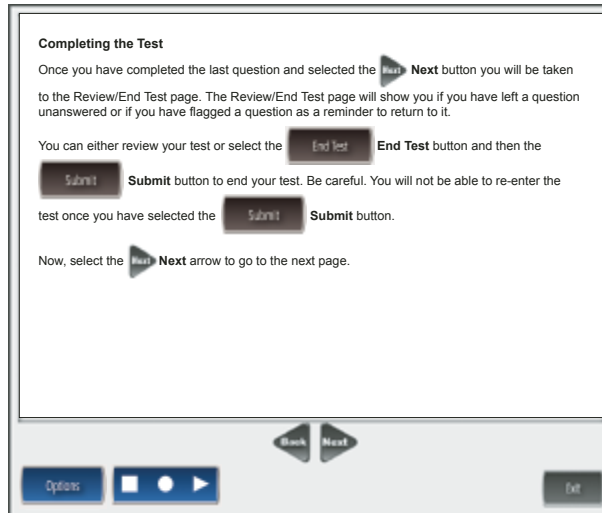 Completing the Test
Once you have completed the last question and selected the Next Next button you will be taken
to the Review/End Test page. The Review/End Test page will show you if you have left a question
unanswered or if you have flagged a question as a reminder to return to it.
You can either review your test or select the End Test End Test button and then the
Submit Submit button to end your test. Be careful. You will not be able to re-enter the
test once you have selected the Submit Submit button.
Now, select the Next Next arrow to go to the next page.
Back Next
Options Exit